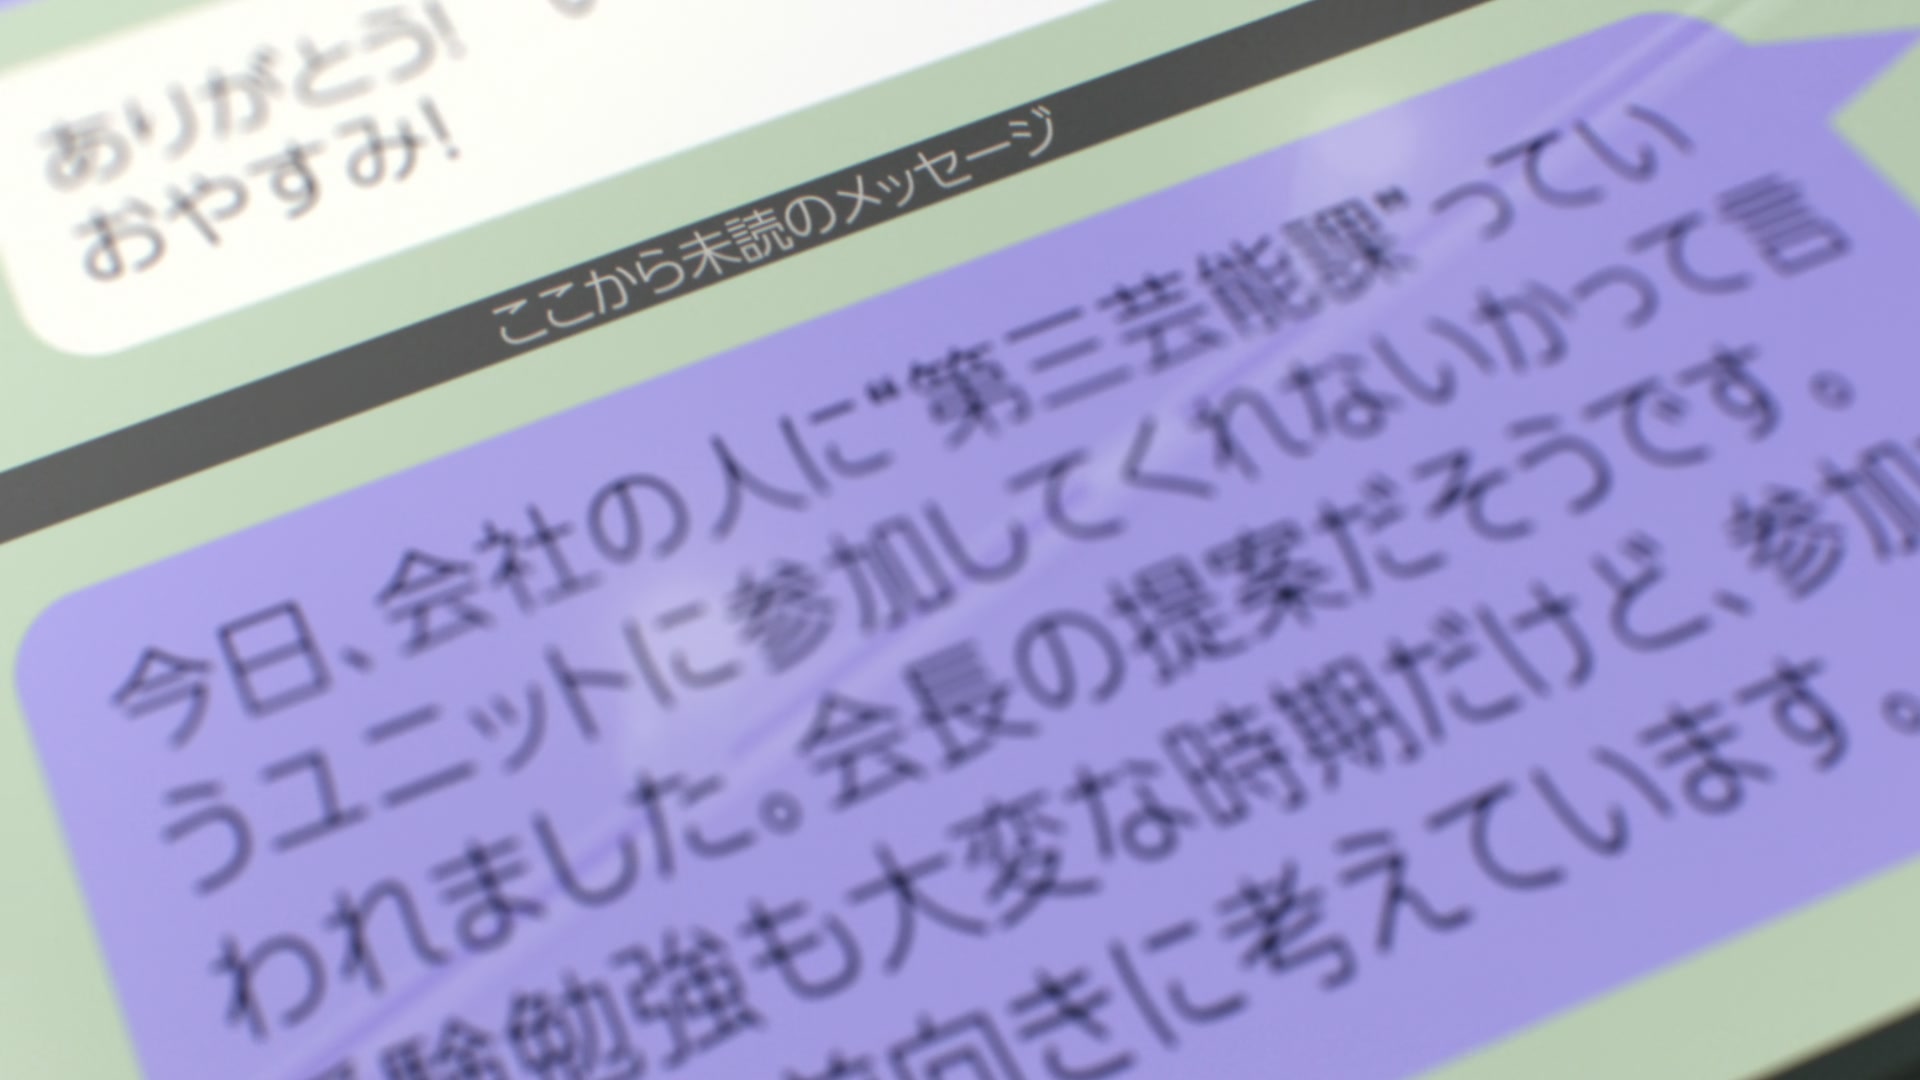 ありがとう!
おやすみ!
ここから未読のメッセージ
今日、会社の人に"第三芸能課"ってい
うユニットに参加してくれないかって言
われました。会長の提案だそうです。
験勉強も大変な時期だけど、参加
前向きに考えています。